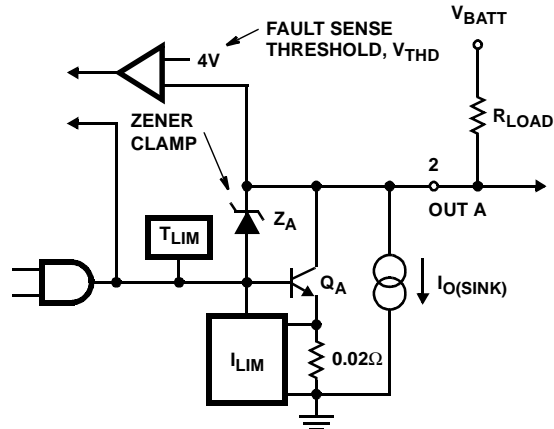 FAULT SENSE
THRESHOLD, VTHD
VBATT
4V
RLOAD
ZENER
CLAMP
2
OUT A
ZA
TLIM
QA
IO(SINK)
ILIM
0.02Ω